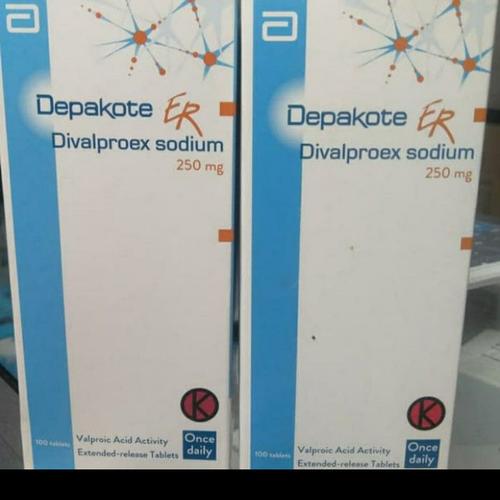 Depakote ER
Divalproex sodium
250 mg
K
100 tablets
Valproic Acid Activity
Extended-release Tablets
Once
daily
Depakote ER
Divalproex sodium
250 mg
K
100 tablets
Valproic Acid Activity
Extended-release Tablets
Once
daily